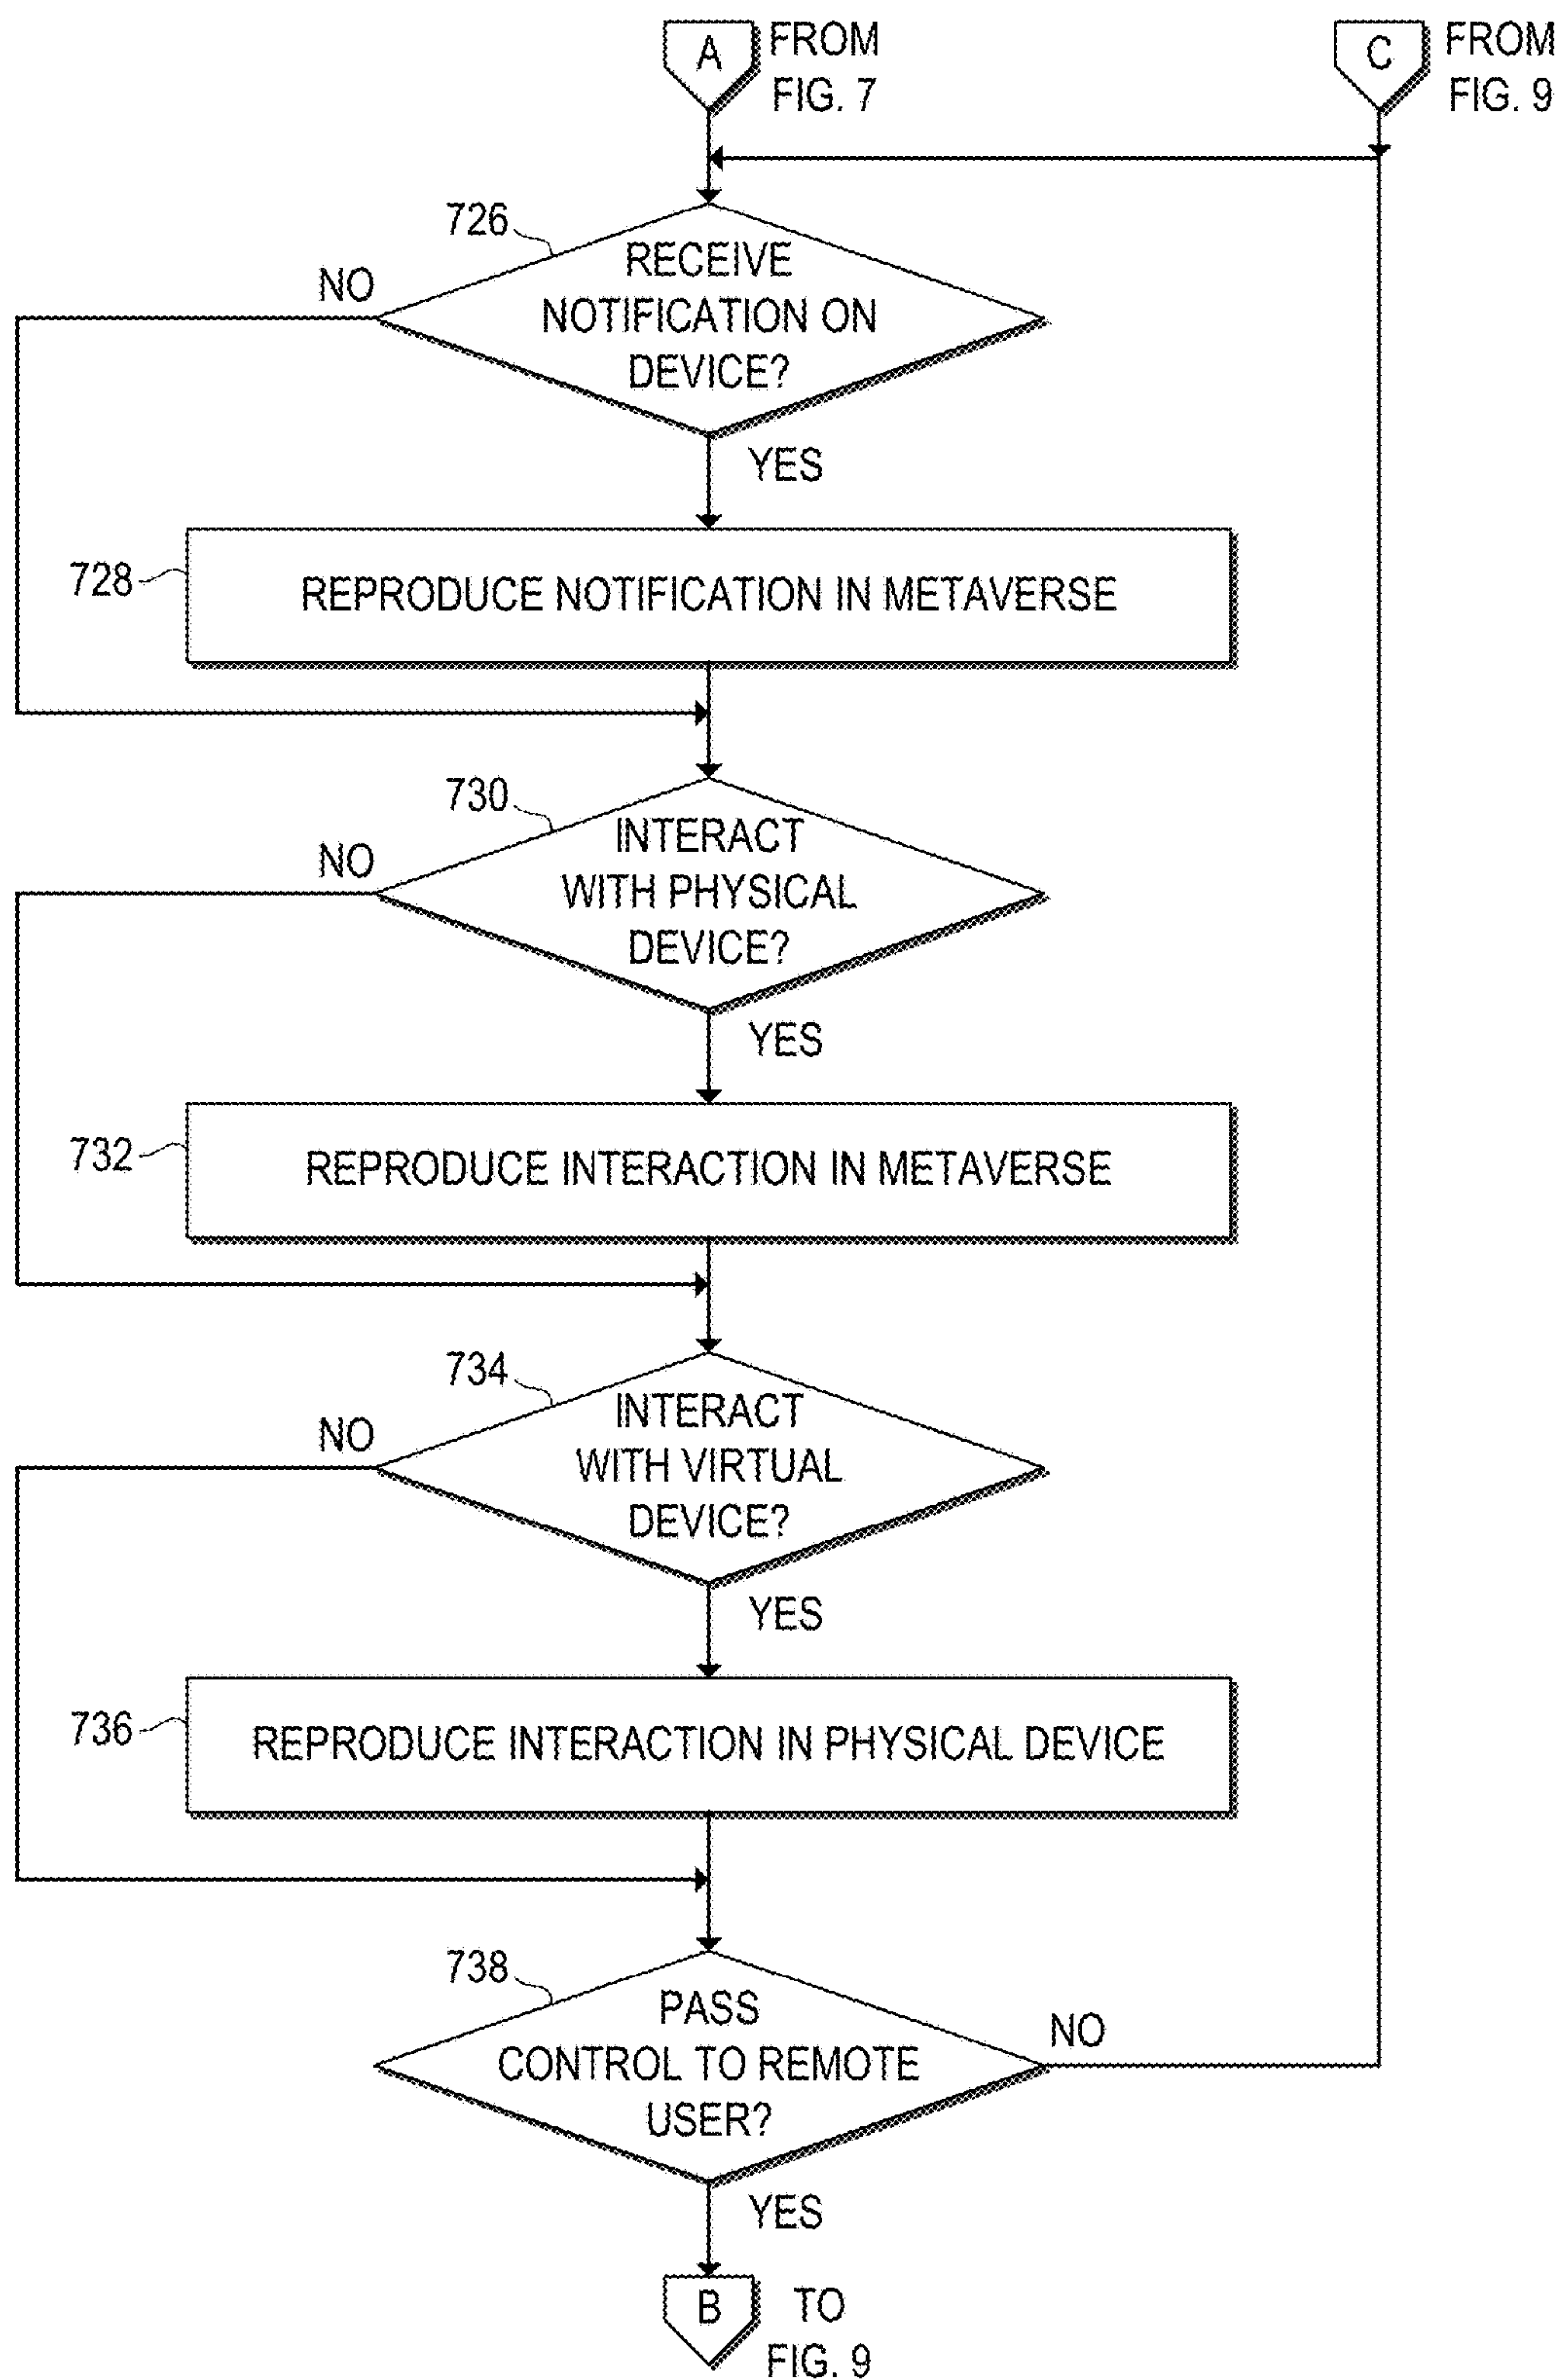 A FROM
FIG. 7
C FROM
FIG. 9
726
RECEIVE
NOTIFICATION ON
DEVICE?
NO
YES
728
REPRODUCE NOTIFICATION IN METAVERSE
730
INTERACT
WITH PHYSICAL
DEVICE?
NO
YES
732
REPRODUCE INTERACTION IN METAVERSE
734
INTERACT
WITH VIRTUAL
DEVICE?
NO
YES
736
REPRODUCE INTERACTION IN PHYSICAL DEVICE
738
PASS
CONTROL TO REMOTE
USER?
NO
YES
B TO
FIG. 9